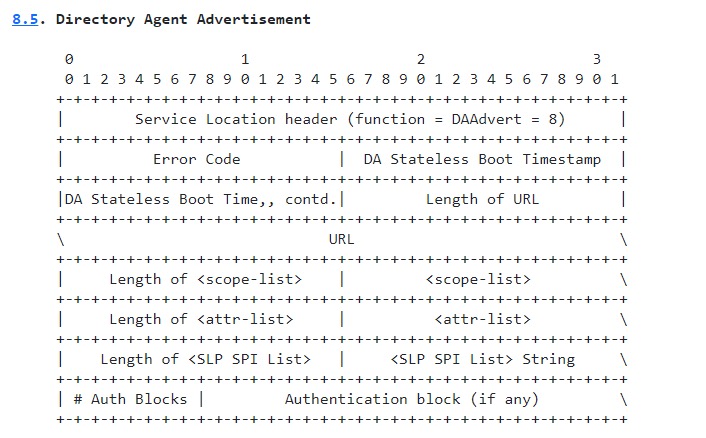 8.5. Directory Agent Advertisement
0                   1                   2                   3
0 1 2 3 4 5 6 7 8 9 0 1 2 3 4 5 6 7 8 9 0 1 2 3 4 5 6 7 8 9 0 1
+-+-+-+-+-+-+-+-+-+-+-+-+-+-+-+-+-+-+-+-+-+-+-+-+-+-+-+-+-+-+-+-+
|        Service Location header (function = DAAdvert = 8)      |
+-+-+-+-+-+-+-+-+-+-+-+-+-+-+-+-+-+-+-+-+-+-+-+-+-+-+-+-+-+-+-+-+
|          Error Code           |  DA Stateless Boot Timestamp  |
+-+-+-+-+-+-+-+-+-+-+-+-+-+-+-+-+-+-+-+-+-+-+-+-+-+-+-+-+-+-+-+-+
|DA Stateless Boot Time,, contd.|         Length of URL         |
+-+-+-+-+-+-+-+-+-+-+-+-+-+-+-+-+-+-+-+-+-+-+-+-+-+-+-+-+-+-+-+-+
\                              URL                              \
+-+-+-+-+-+-+-+-+-+-+-+-+-+-+-+-+-+-+-+-+-+-+-+-+-+-+-+-+-+-+-+-+
|     Length of <scope-list>    |         <scope-list>          \
+-+-+-+-+-+-+-+-+-+-+-+-+-+-+-+-+-+-+-+-+-+-+-+-+-+-+-+-+-+-+-+-+
|     Length of <attr-list>     |          <attr-list>          \
+-+-+-+-+-+-+-+-+-+-+-+-+-+-+-+-+-+-+-+-+-+-+-+-+-+-+-+-+-+-+-+-+
|    Length of <SLP SPI List>   |     <SLP SPI List> String     \
+-+-+-+-+-+-+-+-+-+-+-+-+-+-+-+-+-+-+-+-+-+-+-+-+-+-+-+-+-+-+-+-+
| # Auth Blocks |         Authentication block (if any)         \
+-+-+-+-+-+-+-+-+-+-+-+-+-+-+-+-+-+-+-+-+-+-+-+-+-+-+-+-+-+-+-+-+